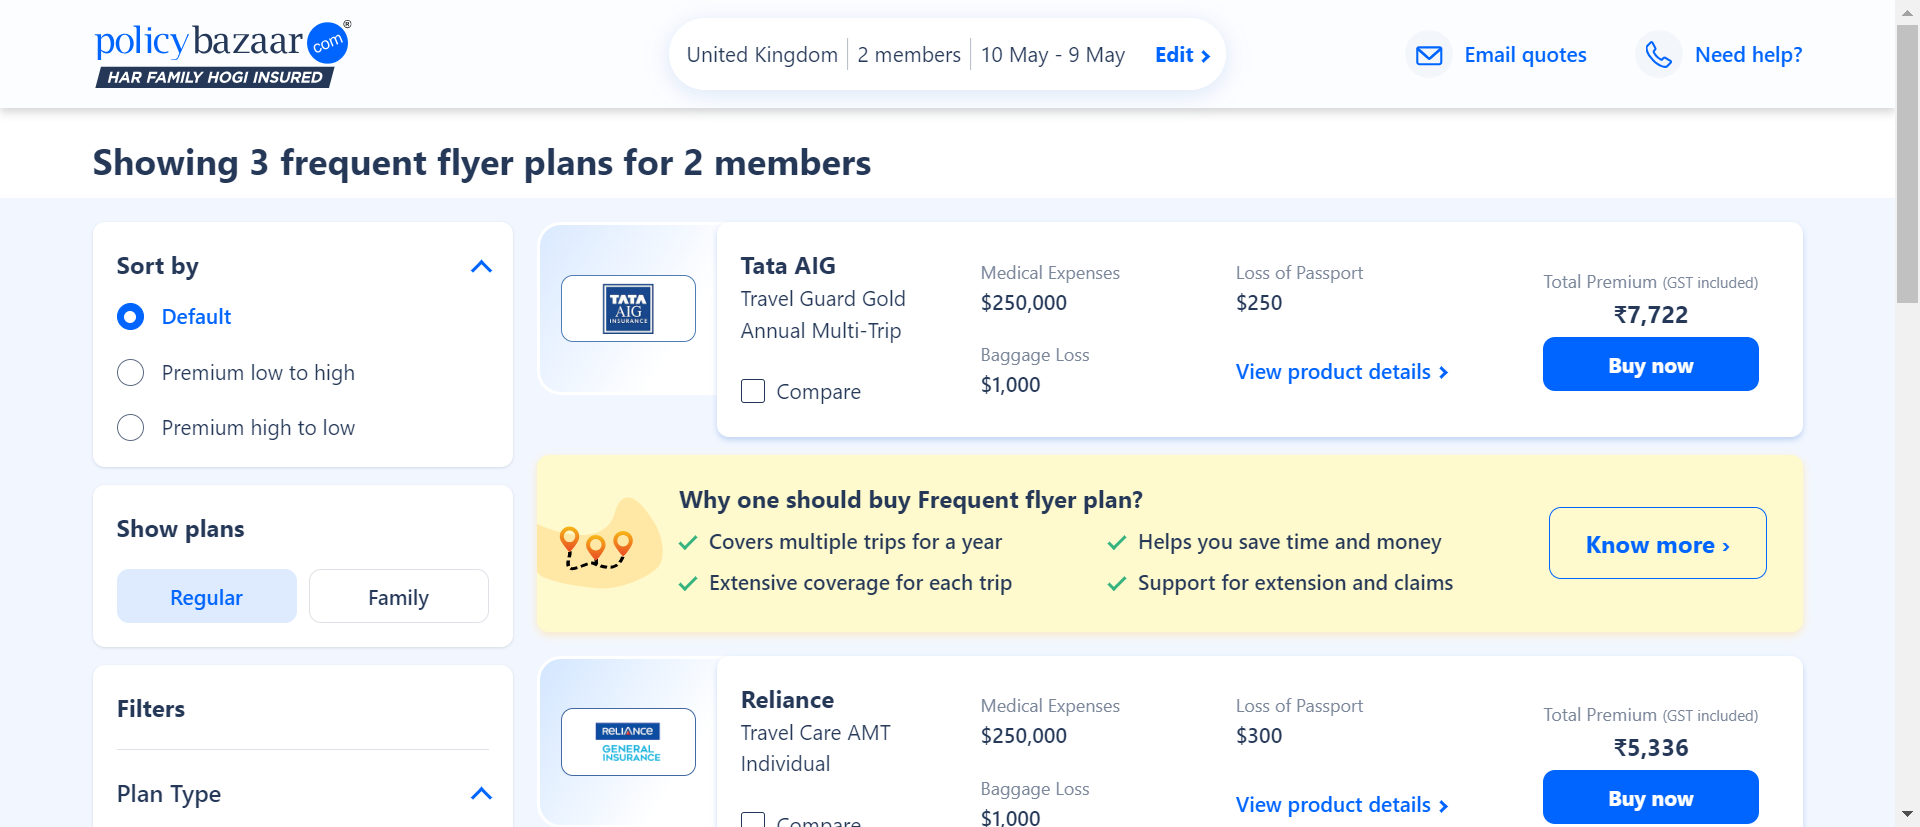 policybazaar.com®
HAR FAMILY HOGI INSURED
United Kingdom 2 members 10 May - 9 May Edit ›
Email quotes
Need help?
Showing 3 frequent flyer plans for 2 members
Sort by
Default
Premium low to high
Premium high to low
Show plans
Regular
Family
Filters
Plan Type
TATA
AIG
INSURANCE
Tata AIG
Travel Guard Gold
Annual Multi-Trip
Compare
Medical Expenses
$250,000
Baggage Loss
$1,000
Loss of Passport
$250
View product details ›
Total Premium (GST included)
₹7,722
Buy now
Why one should buy Frequent flyer plan?
Covers multiple trips for a year
Helps you save time and money
Extensive coverage for each trip
Support for extension and claims
Know more ›
RELIANCE
GENERAL
INSURANCE
Reliance
Travel Care AMT
Individual
Compare
Medical Expenses
$250,000
Baggage Loss
$1,000
Loss of Passport
$300
View product details ›
Total Premium (GST included)
₹5,336
Buy now